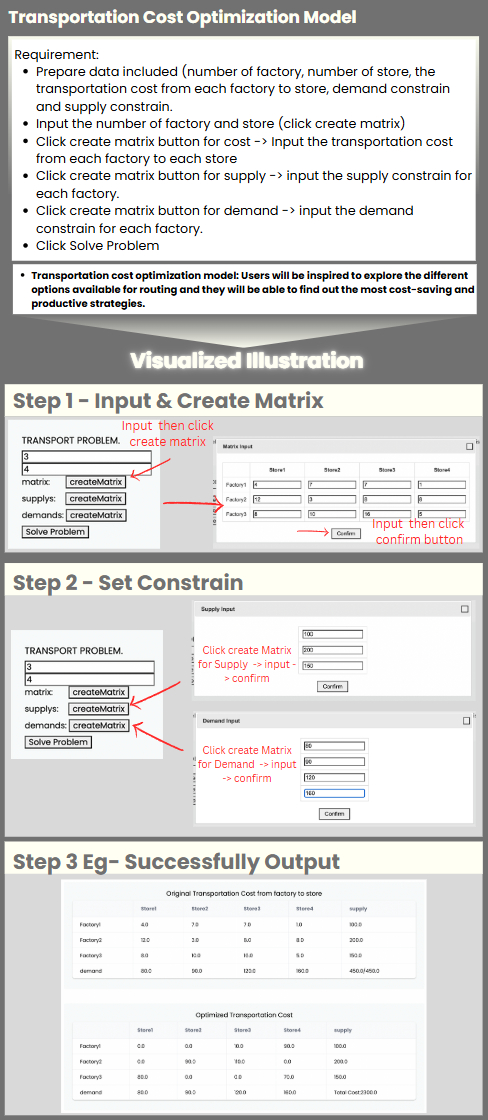 Transportation Cost Optimization Model
Requirement:
• Prepare data included (number of factory, number of store, the
transportation cost from each factory to store, demand constrain
and supply constrain.
• Input the number of factory and store (click create matrix)
• Click create matrix button for cost -> Input the transportation cost
from each factory to each store
• Click create matrix button for supply -> input the supply constrain for
each factory.
• Click create matrix button for demand -> input the demand
constrain for each factory.
• Click Solve Problem
• Transportation cost optimization model: Users will be inspired to explore the different
options available for routing and they will be able to find out the most cost-saving and
productive strategies.
Visualized Illustration
Step 1 - Input & Create Matrix
Input then click
create matrix
TRANSPORT PROBLEM.
3
4
matrix: createMatrix
supplys: createMatrix
demands: createMatrix
Solve Problem
Matrix Input
Store1 Store2 Store3 Store4
Factory1 4 7 7 1
Factory2 12 3 8 8
Factory3 8 10 16 5
Confirm
Input then click
confirm button
Step 2 - Set Constrain
TRANSPORT PROBLEM.
3
4
matrix: createMatrix
supplys: createMatrix
demands: createMatrix
Solve Problem
Supply Input
100
200
150
Confirm
Click create Matrix
for Supply -> input -
> confirm
Demand Input
80
90
120
160
Confirm
Click create Matrix
for Demand -> input
-> confirm
Step 3 Eg- Successfully Output
Original Transportation Cost from factory to store
Store1 Store2 Store3 Store4 supply
Factory1 4.0 7.0 7.0 1.0 100.0
Factory2 12.0 3.0 8.0 200.0
Factory3 8.0 10.0 5.0 150.0
demand 80.0 90.0 120.0 160.0 450.0/450.0
Optimized Transportation Cost
Store1 Store2 Store3 Store4 supply
Factory1 0.0 0.0 10.0 90.0 100.0
Factory2 0.0 90.0 110.0 0.0 200.0
Factory3 80.0 0.0 0.0 70.0 150.0
demand 80.0 90.0 120.0 160.0 Total Cost:2300.0